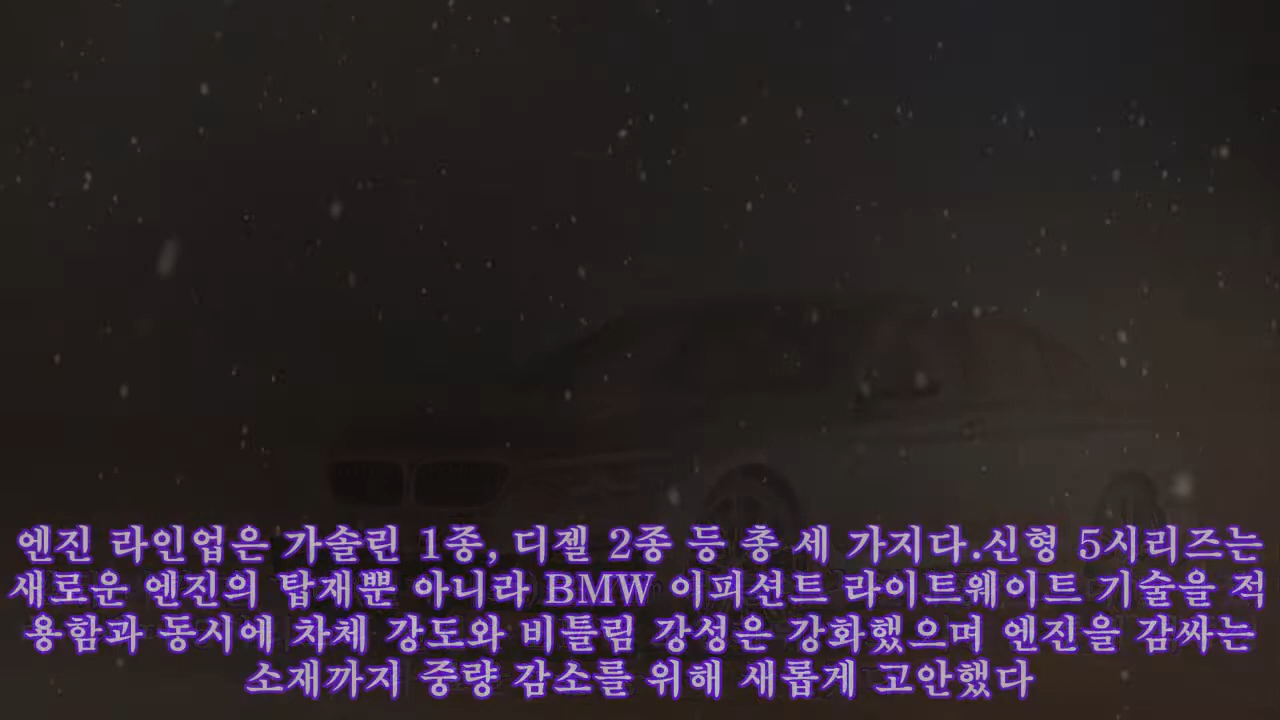 엔진 라인업은 가솔린 1종, 디젤 2종 등 총 세 가지다.신형 5시리즈는
새로운 엔진의 탑재뿐 아니라 BMW 이피션트 라이트웨이트 기술을 적
용함과 동시에 차체 강도와 비틀림 강성은 강화했으며 엔진을 감싸는
소재까지 중량 감소를 위해 새롭게 고안했다